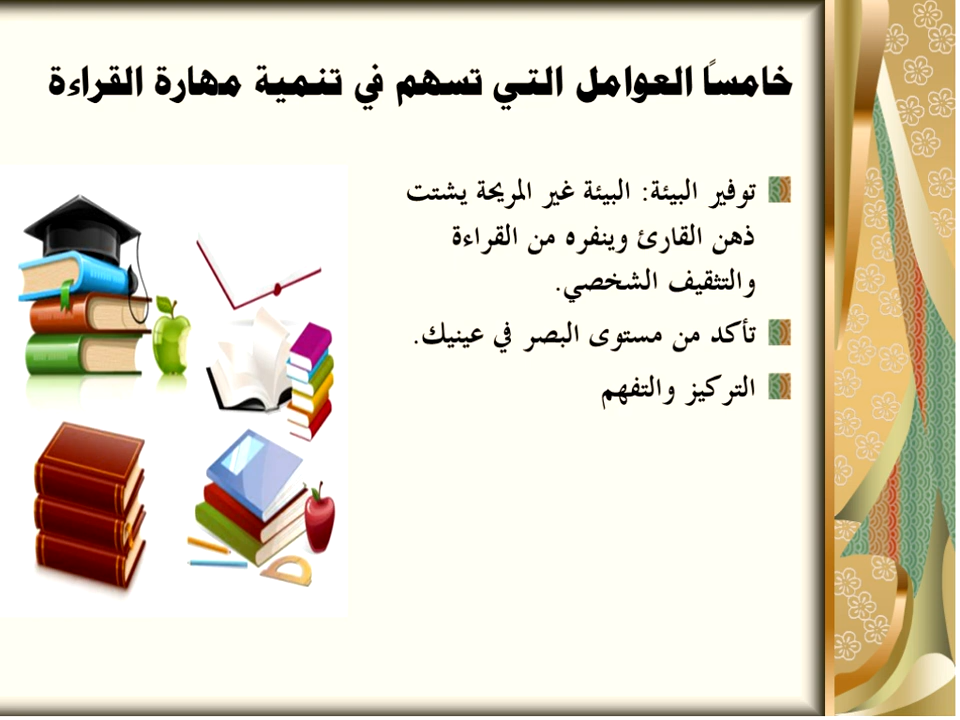 خامساً العوامل التي تسهم في تنمية مهارة القراءة
توفير البيئة: البيئة غير المريحة يشتت
ذهن القارئ وينفره من القراءة
والتثقيف الشخصي.
تأكد من مستوى البصر في عينيك.
التركيز والتفهم